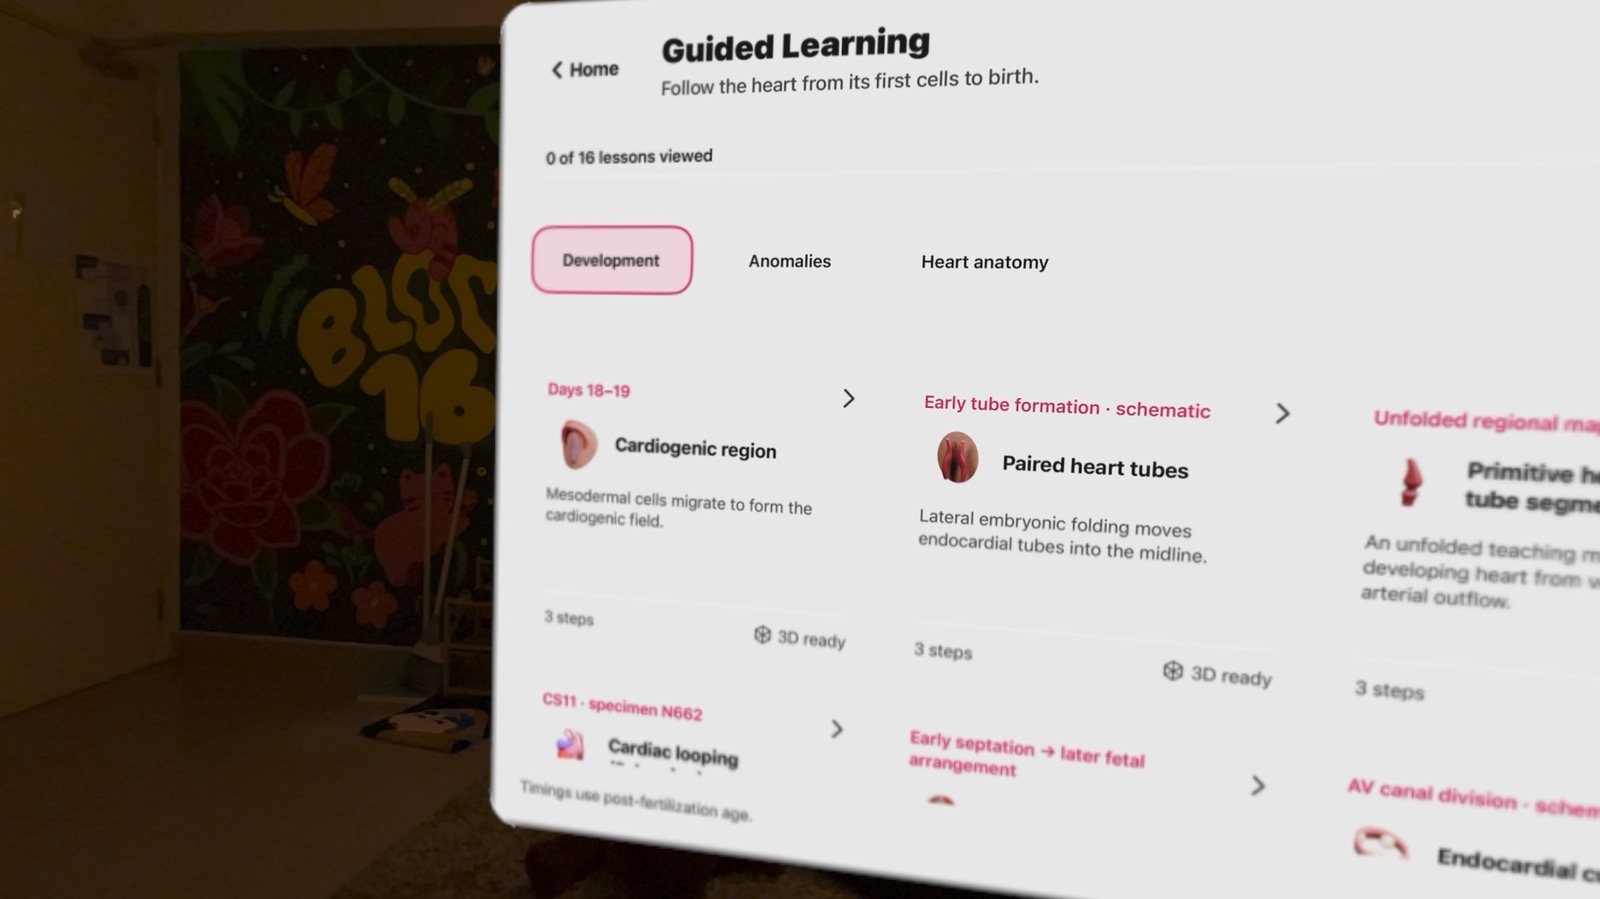 Home
Guided Learning
Follow the heart from its first cells to birth.
0 of 16 lessons viewed
Development
Anomalies
Heart anatomy
Days 18–19
Cardiogenic region
Mesodermal cells migrate to form the
cardiogenic field.
3 steps
3D ready
Early tube formation · schematic
Paired heart tubes
Lateral embryonic folding moves
endocardial tubes into the midline.
3 steps
3D ready
Unfolded regional
Primitive
tube
An unfolded teaching
developing heart from
arterial outflow.
3 steps
CS11 · specimen N662
Cardiac looping
Early septation → later fetal
arrangement
AV canal division ·
Endocardial
Timings use post-fertilization age.
BLOC
16